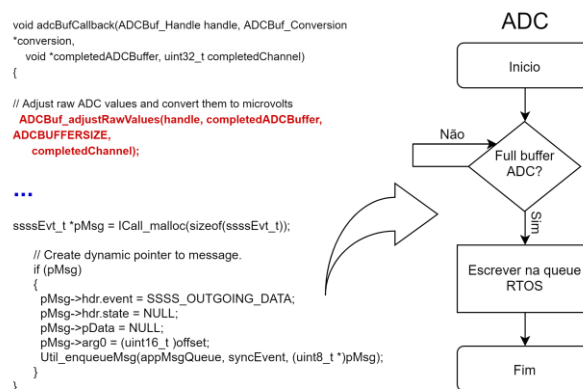 void adcBufCallback(ADCBuf_Handle handle, ADCBuf_Conversion
*conversion,
void *completedADCBuffer, uint32_t completedChannel)
{
// Adjust raw ADC values and convert them to microvolts
ADCBuf_adjustRawValues(handle, completedADCBuffer,
ADCBUFFERSIZE,
completedChannel);
...
ssssEvt_t *pMsg = ICall_malloc(sizeof(ssssEvt_t));
// Create dynamic pointer to message.
if (pMsg)
{
pMsg->hdr.event = SSSS_OUTGOING_DATA;
pMsg->hdr.state = NULL;
pMsg->pData = NULL;
pMsg->arg0 = (uint16_t )offset;
Util_enqueueMsg(appMsgQueue, syncEvent, (uint8_t *)pMsg);
}
}
ADC
Inicio
Não
Full buffer
ADC?
Sim
Escrever na queue
RTOS
Fim